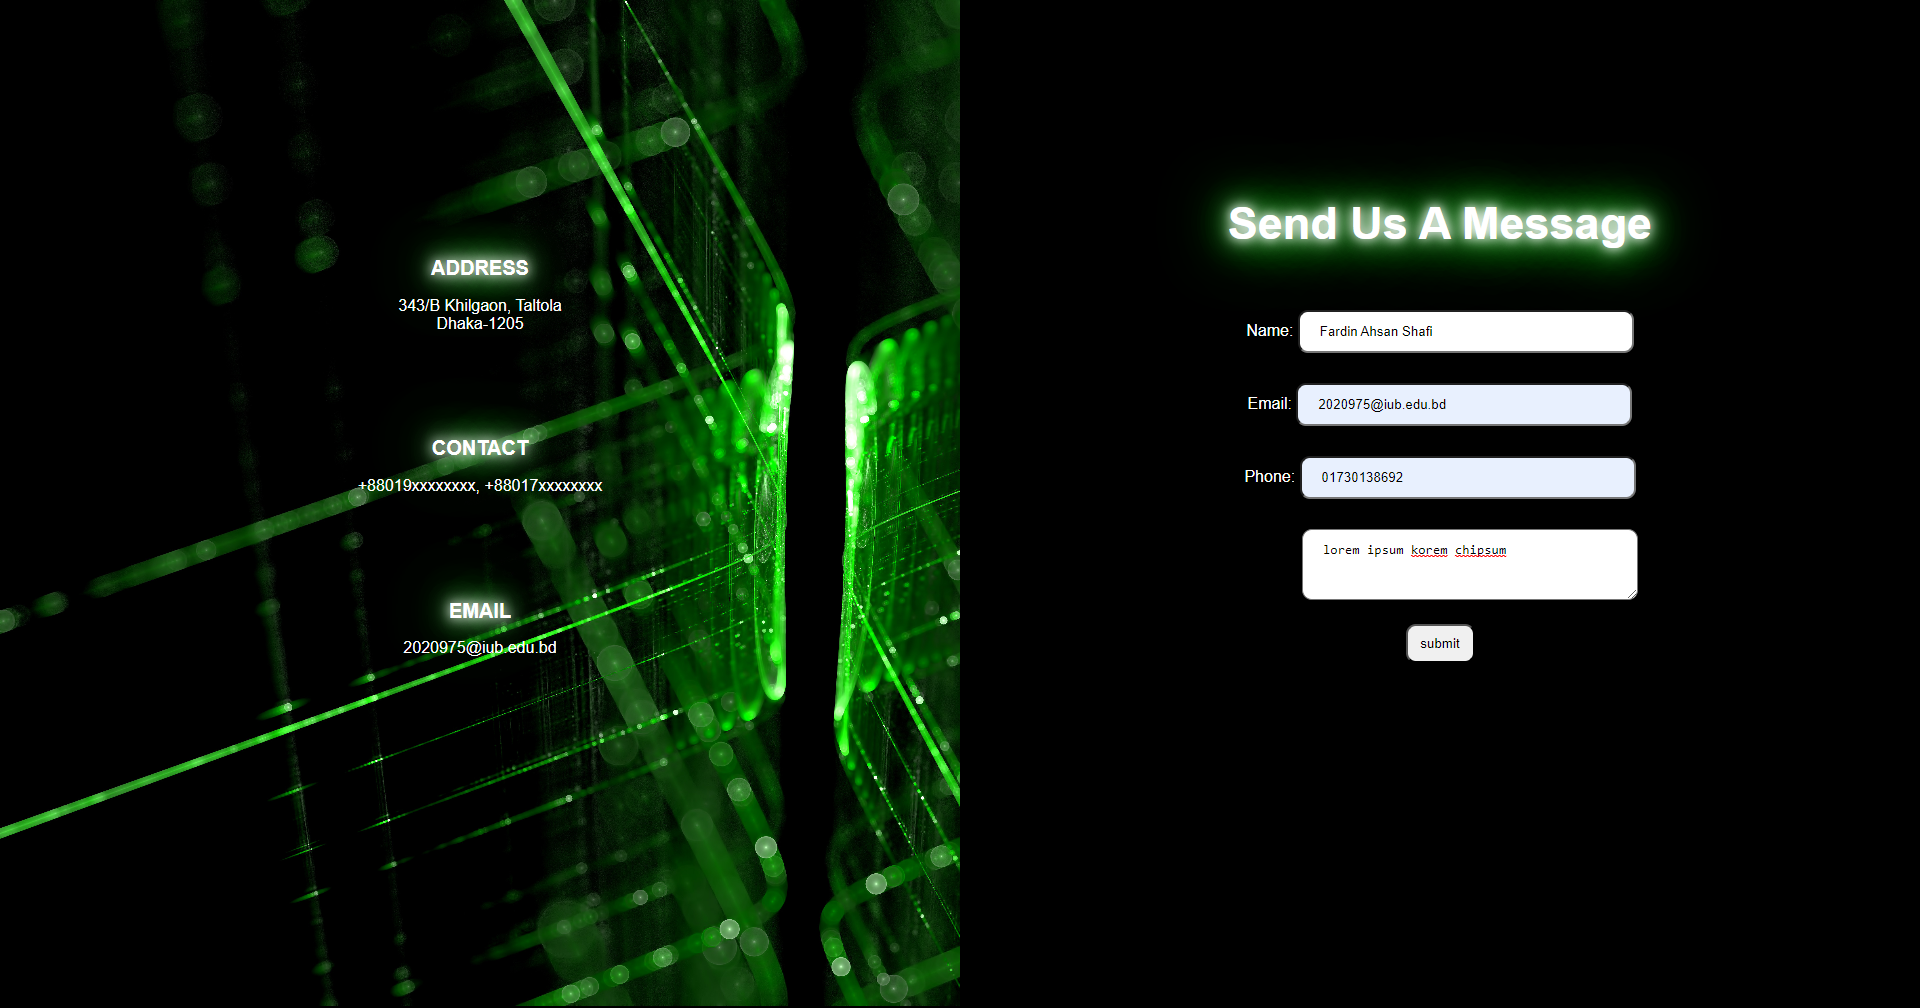 ADDRESS
343/B Khilgaon, Taltola
Dhaka-1205
CONTACT
+88019xxxxxxxx, +88017xxxxxxxx
EMAIL
2020975@iub.edu.bd
Send Us A Message
Name: Fardin Ahsan Shafi
Email: 2020975@iub.edu.bd
Phone: 01730138692
lorem ipsum korem chipsum
submit